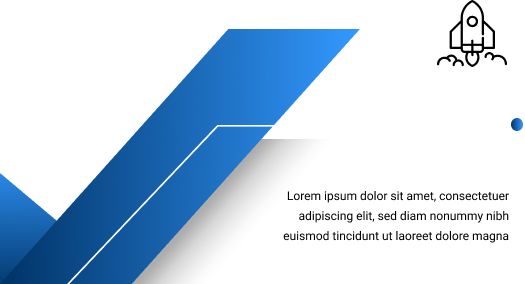 Lorem ipsum dolor sit amet, consectetuer
adipiscing elit, sed diam nonummy nibh
euismod tincidunt ut laoreet dolore magna